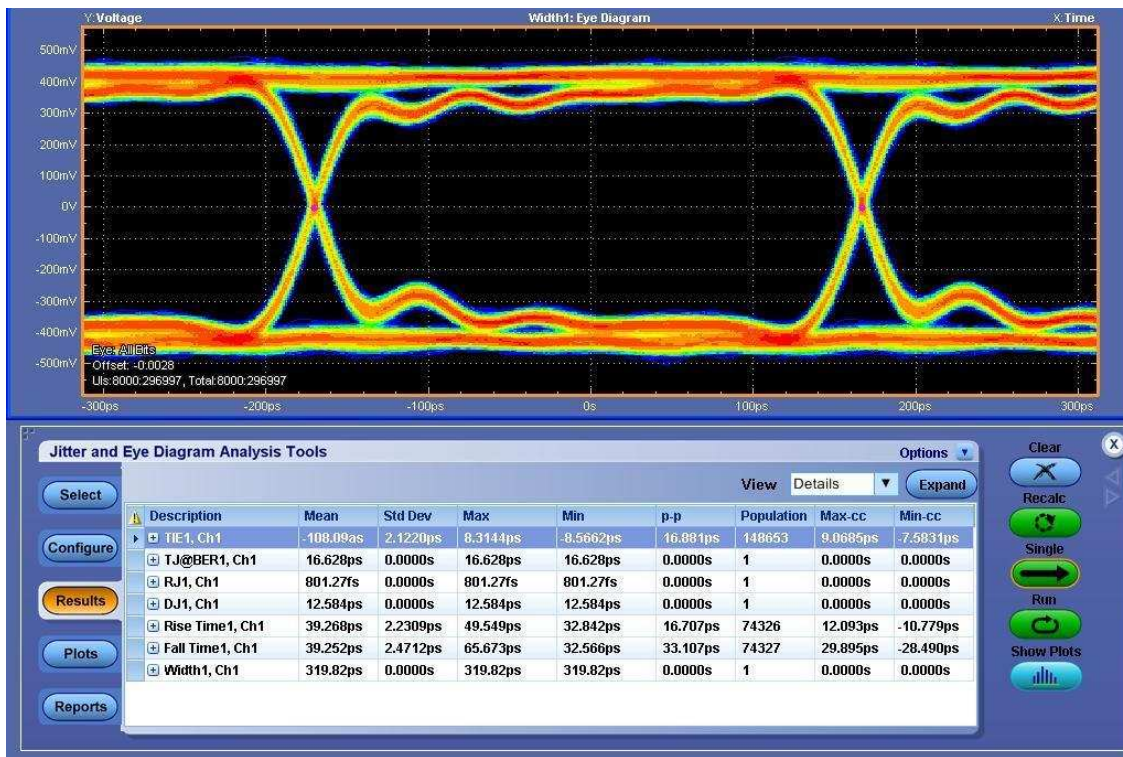 Y:Voltage Width1: Eye Diagram X:Time
500mV
400mV
300mV
200mV
100mV
0V
-100mV
-200mV
-300mV
-400mV
-500mV
Eye: All Bits
Offset: -0.0028
UIs:8000:296997, Total:8000:296997
-300ps -200ps -100ps 0s 100ps 200ps 300ps
Jitter and Eye Diagram Analysis Tools Options
Clear
X
View Details Expand
Select
Configure
Results
Plots
Reports
Description Mean Std Dev Max Min p-p Population Max-cc Min-cc
TIE1, Ch1 -108.09as 2.1220ps 8.3144ps -8.5662ps 16.881ps 148653 9.0685ps -7.5831ps
TJ@BER1, Ch1 16.628ps 0.0000s 16.628ps 16.628ps 0.0000s 1 0.0000s 0.0000s
RJ1, Ch1 801.27fs 0.0000s 801.27fs 801.27fs 0.0000s 1 0.0000s 0.0000s
DJ1, Ch1 12.584ps 0.0000s 12.584ps 12.584ps 0.0000s 1 0.0000s 0.0000s
Rise Time1, Ch1 39.268ps 2.2309ps 49.549ps 32.842ps 16.707ps 74326 12.093ps -10.779ps
Fall Time1, Ch1 39.252ps 2.4712ps 65.673ps 32.566ps 33.107ps 74327 29.895ps -28.490ps
Width1, Ch1 319.82ps 0.0000s 319.82ps 319.82ps 0.0000s 1 0.0000s 0.0000s
Recalc
Single
Run
Show Plots